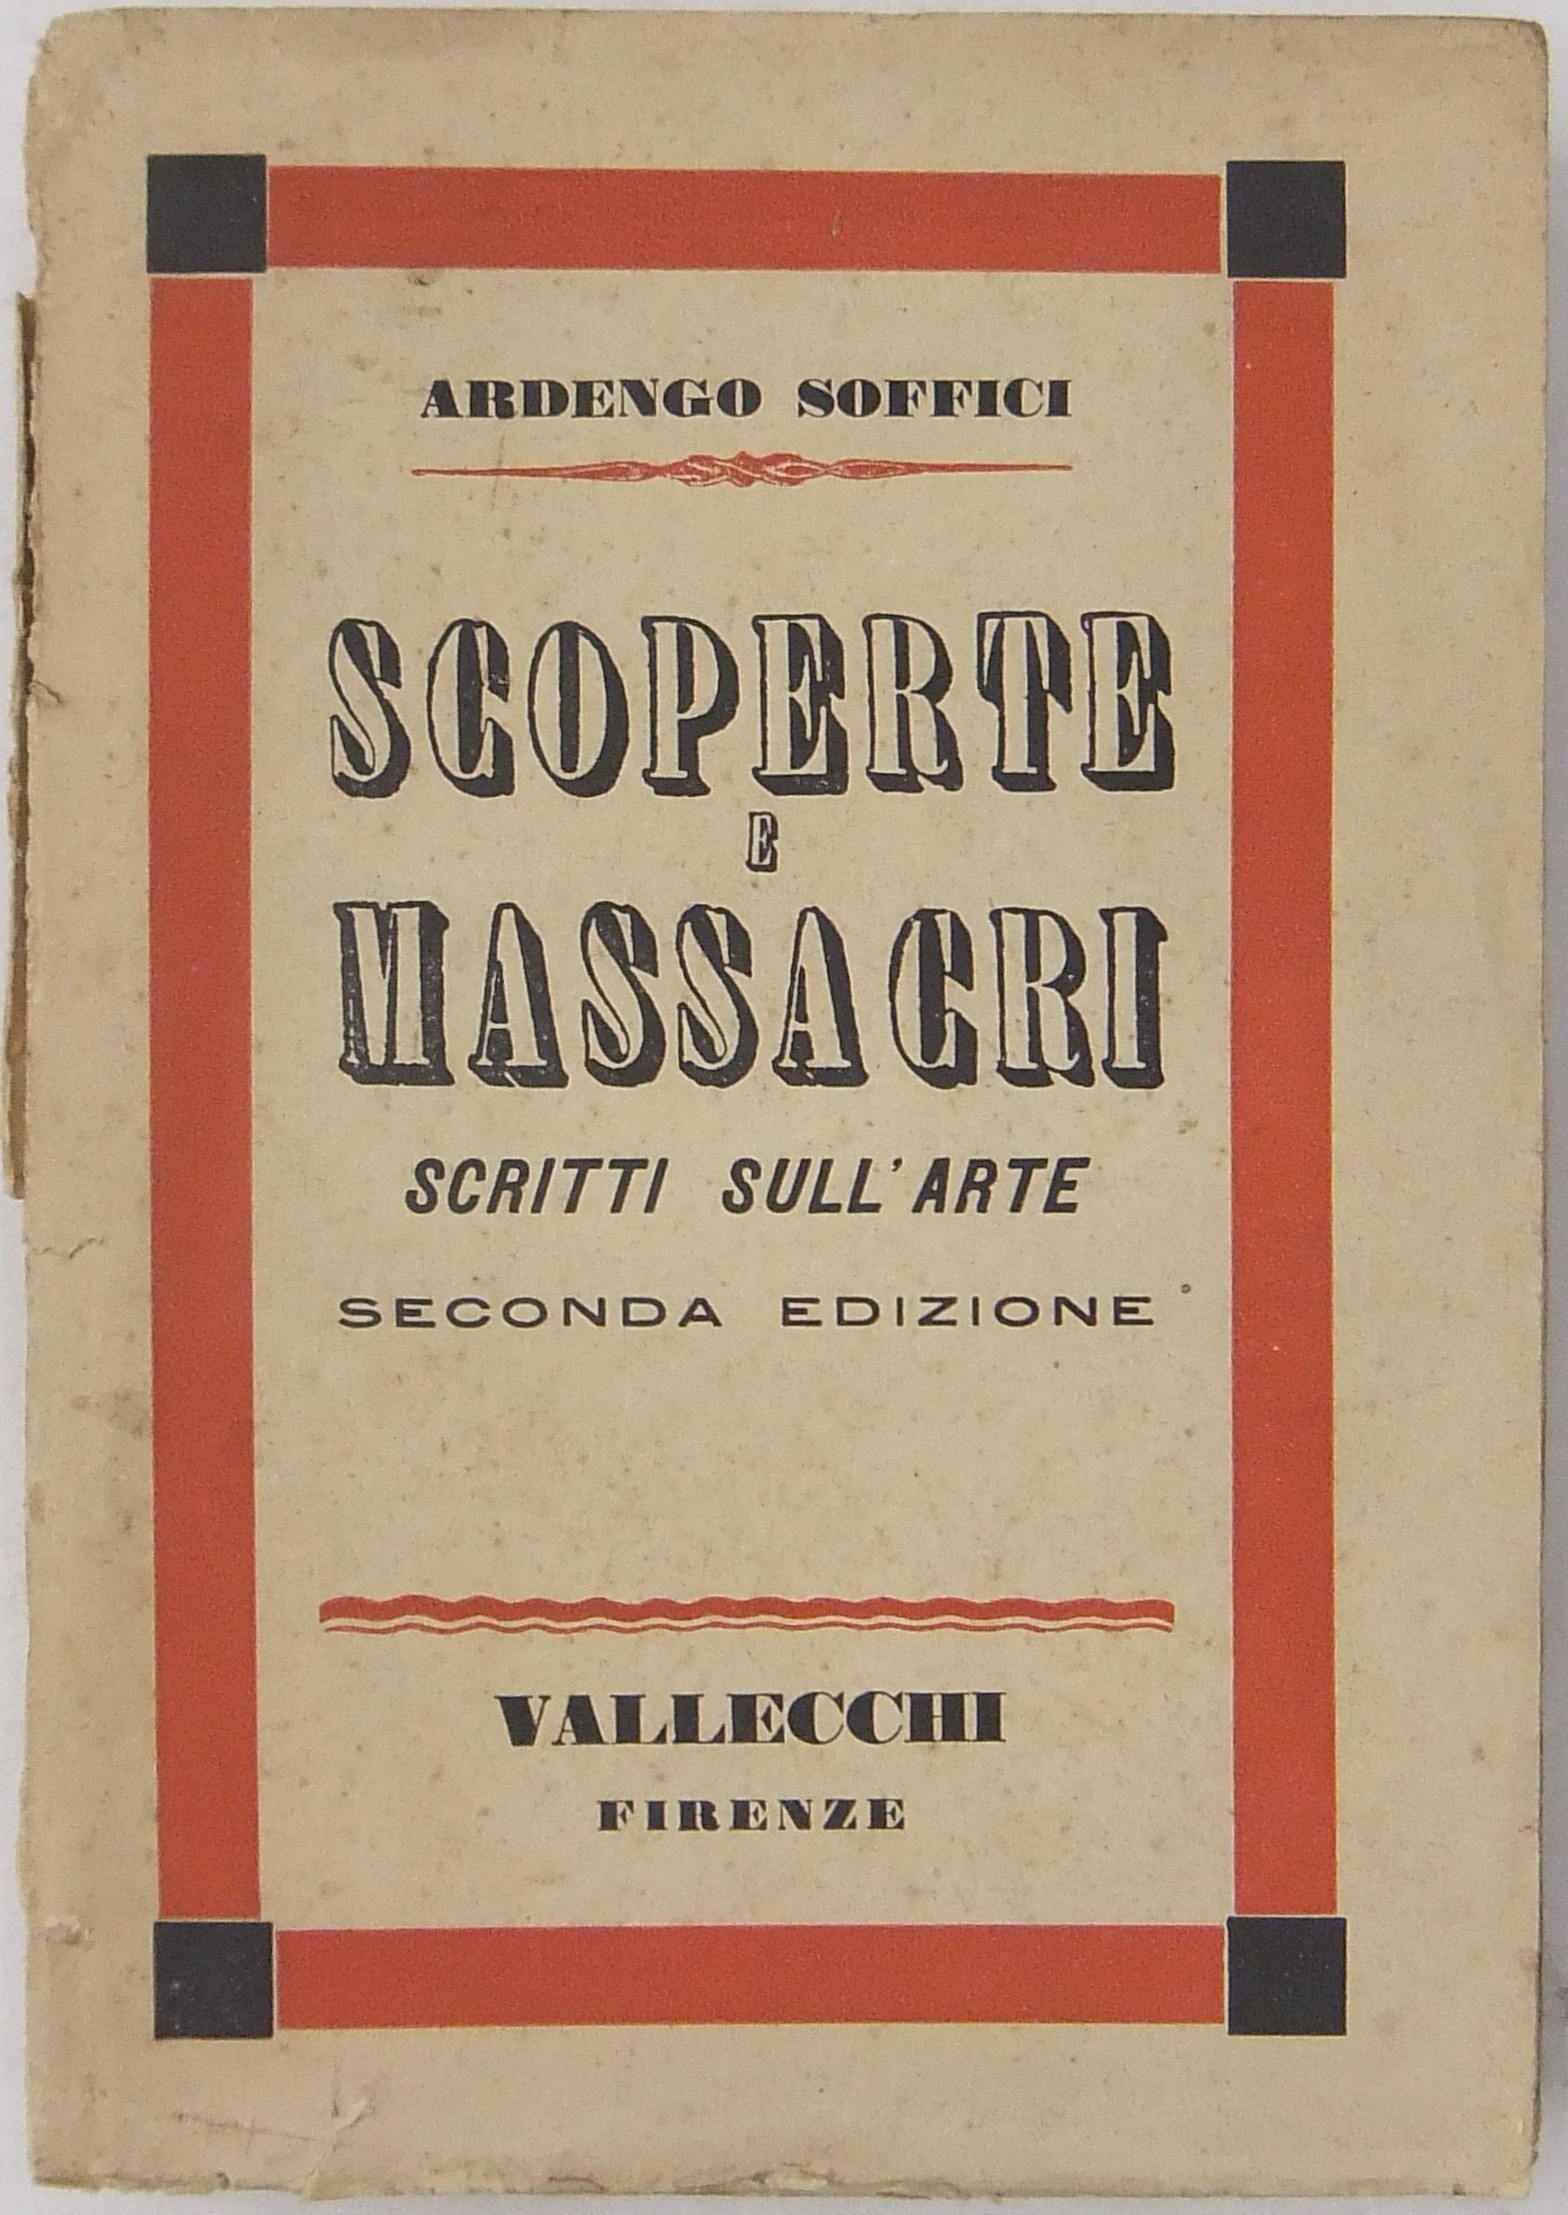 ARDENGO SOFFICI
SCOPERTE
E
MASSACRI
SCRITTI SULL'ARTE
SECONDA EDIZIONE
VALLECCHI
FIRENZE